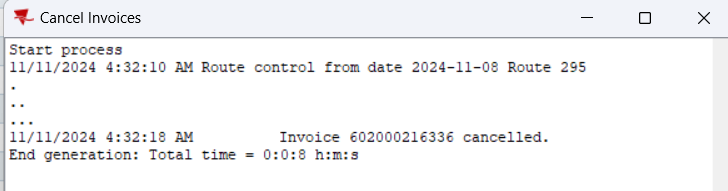 Cancel Invoices
Start process
11/11/2024 4:32:10 AM Route control from date 2024-11-08 Route 295
.
..
...
11/11/2024 4:32:18 AM          Invoice 602000216336 cancelled.
End generation: Total time = 0:0:8 h:m:s